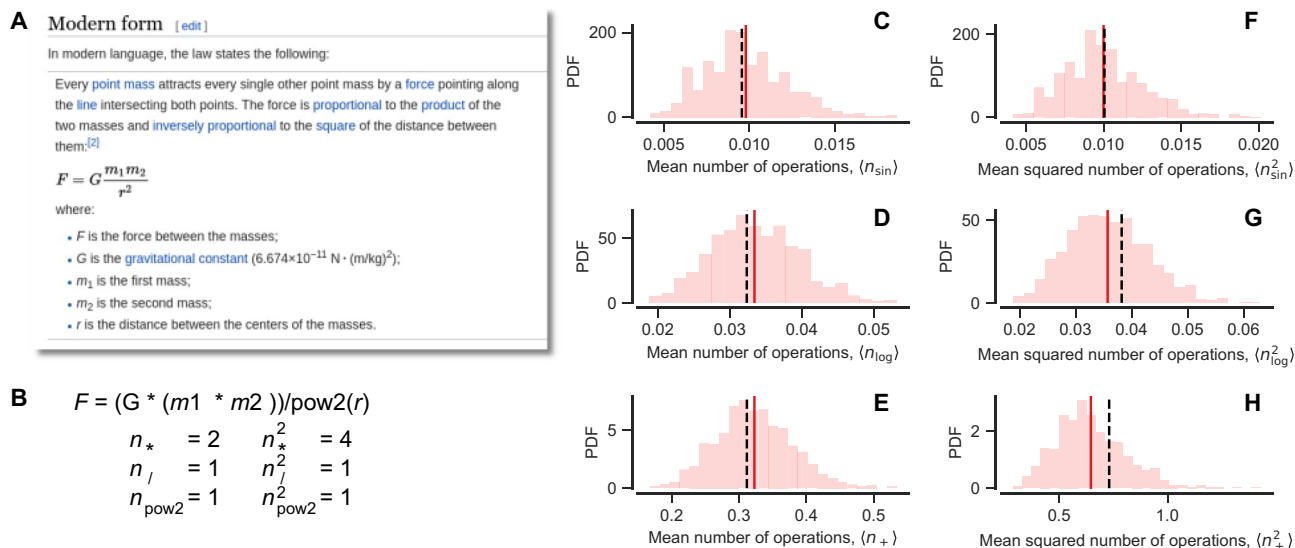 A
Modern form [ edit ]
In modern language, the law states the following:
Every point mass attracts every single other point mass by a force pointing along
the line intersecting both points. The force is proportional to the product of the
two masses and inversely proportional to the square of the distance between
them:[2]
F = G m₁m₂ / r²
where:
• F is the force between the masses;
• G is the gravitational constant (6.674×10⁻¹¹ N · (m/kg)²);
• m₁ is the first mass;
• m₂ is the second mass;
• r is the distance between the centers of the masses.
B
F = (G * (m1 * m2 ))/pow2(r)
n* = 2 n²* = 4
n/ = 1 n²/ = 1
npow2 = 1 n²pow2 = 1
C
PDF
200
0
0.005 0.010 0.015
Mean number of operations, ⟨n_sin⟩
F
PDF
200
0
0.005 0.010 0.015 0.020
Mean squared number of operations, ⟨n²_sin⟩
D
PDF
50
0
0.02 0.03 0.04 0.05
Mean number of operations, ⟨n_log⟩
G
PDF
50
0
0.02 0.03 0.04 0.05 0.06
Mean squared number of operations, ⟨n²_log⟩
E
PDF
5
0
0.2 0.3 0.4 0.5
Mean number of operations, ⟨n₊⟩
H
PDF
2
0
0.5 1.0
Mean squared number of operations, ⟨n²₊⟩